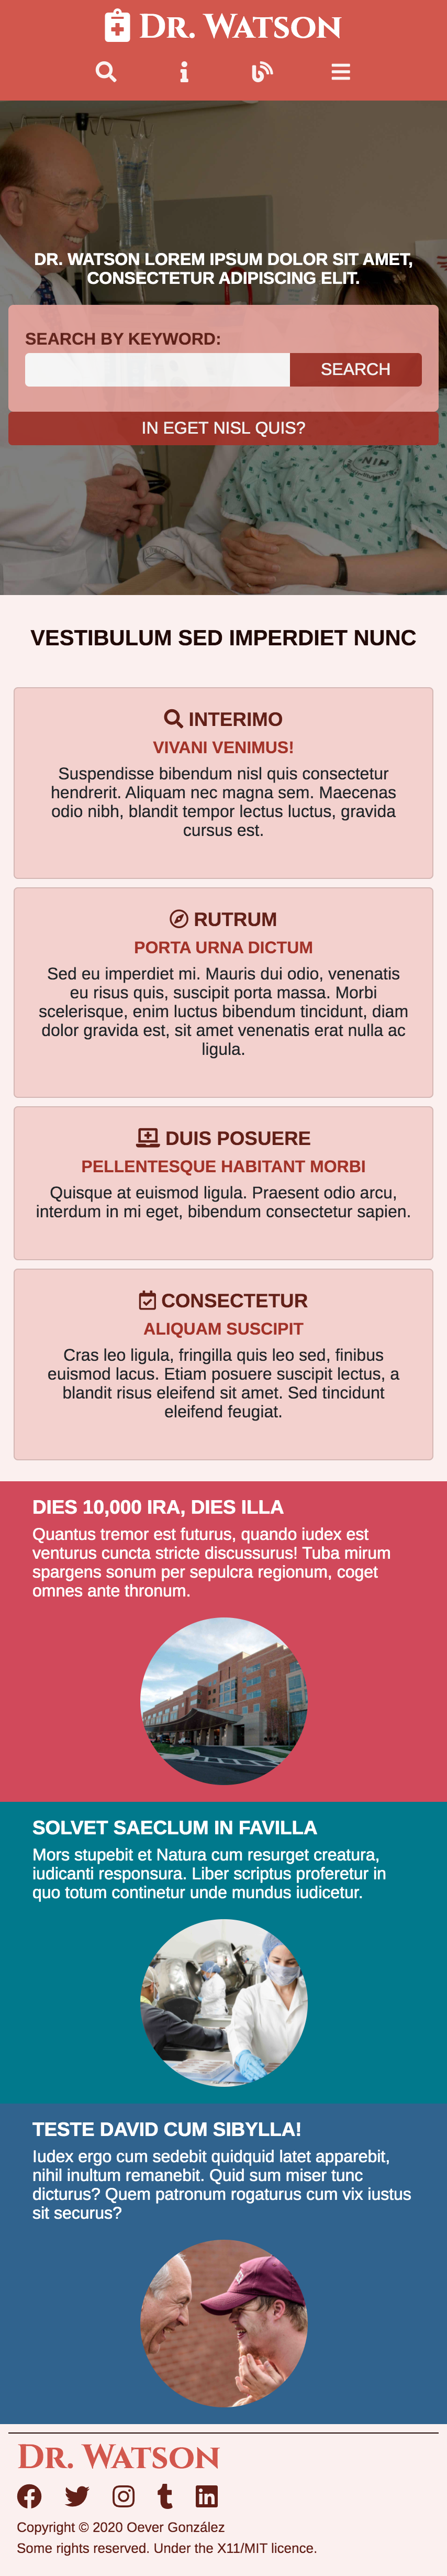 DR. WATSON
DR. WATSON LOREM IPSUM DOLOR SIT AMET,
CONSECTETUR ADIPISCING ELIT.
SEARCH BY KEYWORD:
SEARCH
IN EGET NISL QUIS?
NIH
VESTIBULUM SED IMPERDIET NUNC
INTERIMO
VIVANI VENIMUS!
Suspendisse bibendum nisl quis consectetur
hendrerit. Aliquam nec magna sem. Maecenas
odio nibh, blandit tempor lectus luctus, gravida
cursus est.
RUTRUM
PORTA URNA DICTUM
Sed eu imperdiet mi. Mauris dui odio, venenatis
eu risus quis, suscipit porta massa. Morbi
scelerisque, enim luctus bibendum tincidunt, diam
dolor gravida est, sit amet venenatis erat nulla ac
ligula.
DUIS POSUERE
PELLENTESQUE HABITANT MORBI
Quisque at euismod ligula. Praesent odio arcu,
interdum in mi eget, bibendum consectetur sapien.
CONSECTETUR
ALIQUAM SUSCIPIT
Cras leo ligula, fringilla quis leo sed, finibus
euismod lacus. Etiam posuere suscipit lectus, a
blandit risus eleifend sit amet. Sed tincidunt
eleifend feugiat.
DIES 10,000 IRA, DIES ILLA
Quantus tremor est futurus, quando iudex est
venturus cuncta stricte discussurus! Tuba mirum
spargens sonum per sepulcra regionum, coget
omnes ante thronum.
SOLVET SAECLUM IN FAVILLA
Mors stupebit et Natura cum resurget creatura,
iudicanti responsura. Liber scriptus proferetur in
quo totum continetur unde mundus iudicetur.
TESTE DAVID CUM SIBYLLA!
Iudex ergo cum sedebit quidquid latet apparebit,
nihil inultum remanebit. Quid sum miser tunc
dicturus? Quem patronum rogaturus cum vix iustus
sit securus?
DR. WATSON
Copyright © 2020 Oever González
Some rights reserved. Under the X11/MIT licence.